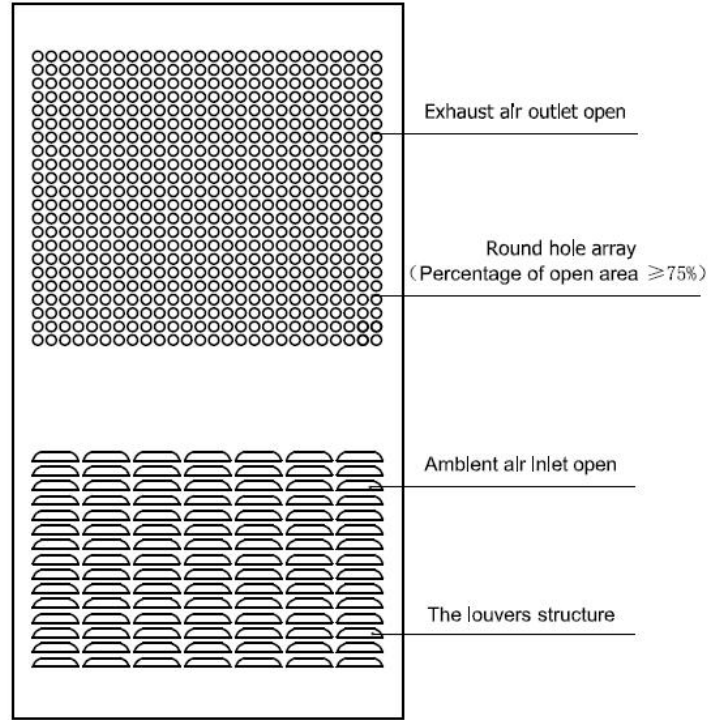 Exhaust air outlet open
Round hole array
(Percentage of open area ≥75%)
Ambient air inlet open
The louvers structure